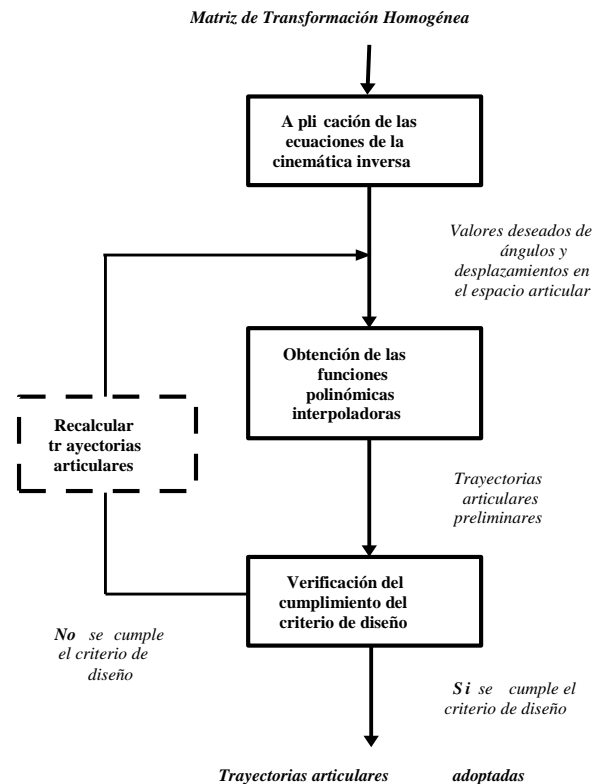 Matriz de Transformación Homogénea
A pli cación de las
ecuaciones de la
cinemática inversa
Valores deseados de
ángulos y
desplazamientos en
el espacio articular
Obtención de las
funciones
polinómicas
interpoladoras
Recalcular
tr ayectorias
articulares
Trayectorias
articulares
preliminares
Verificación del
cumplimiento del
criterio de diseño
No se cumple
el criterio de
diseño
Si se cumple el
criterio de diseño
Trayectorias articulares adoptadas